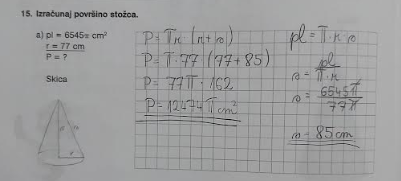 15. Izračunaj površino stožca.
a) pl = 6545π cm²
r = 77 cm
P = ?
Skica
P = πr (r + s)
P = π · 77 (77 + 85)
P = 77π · 162
P = 12474π cm²
pl = π · r · s
s = pl / π · r
s = 6545π / 77π
s = 85 cm